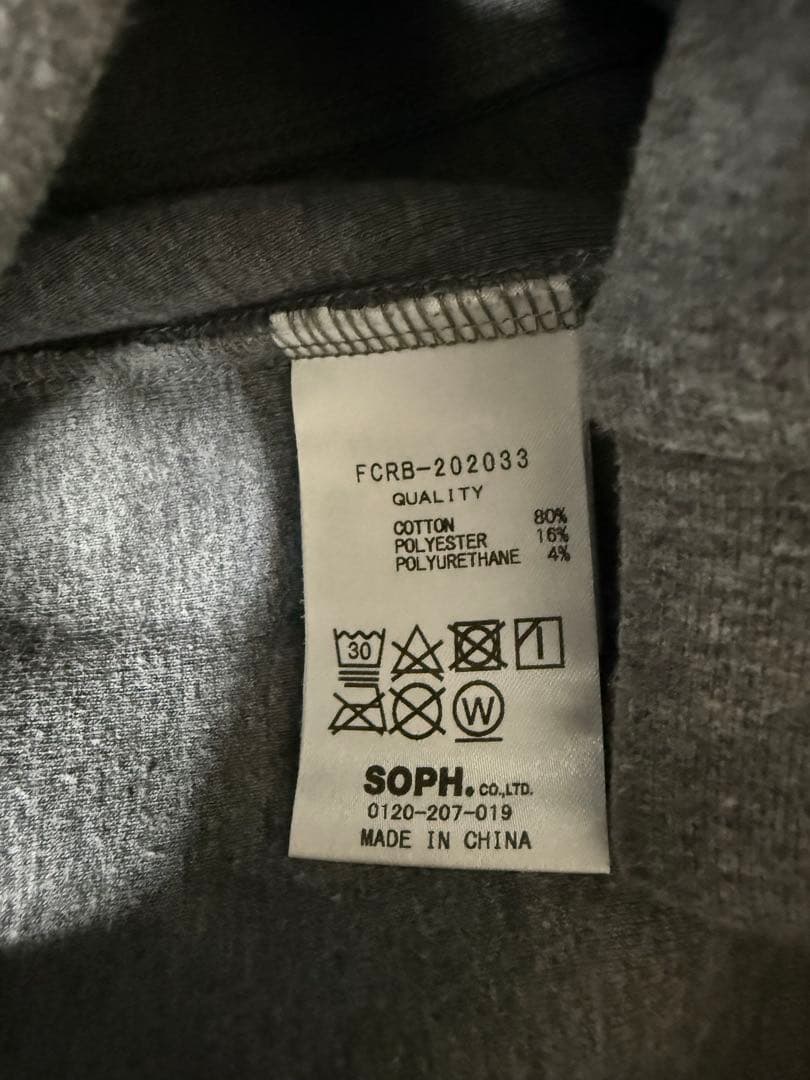 FCRB-202033
QUALITY
COTTON 80%
POLYESTER 16%
POLYURETHANE 4%
30
W
SOPH. CO.,LTD.
0120-207-019
MADE IN CHINA